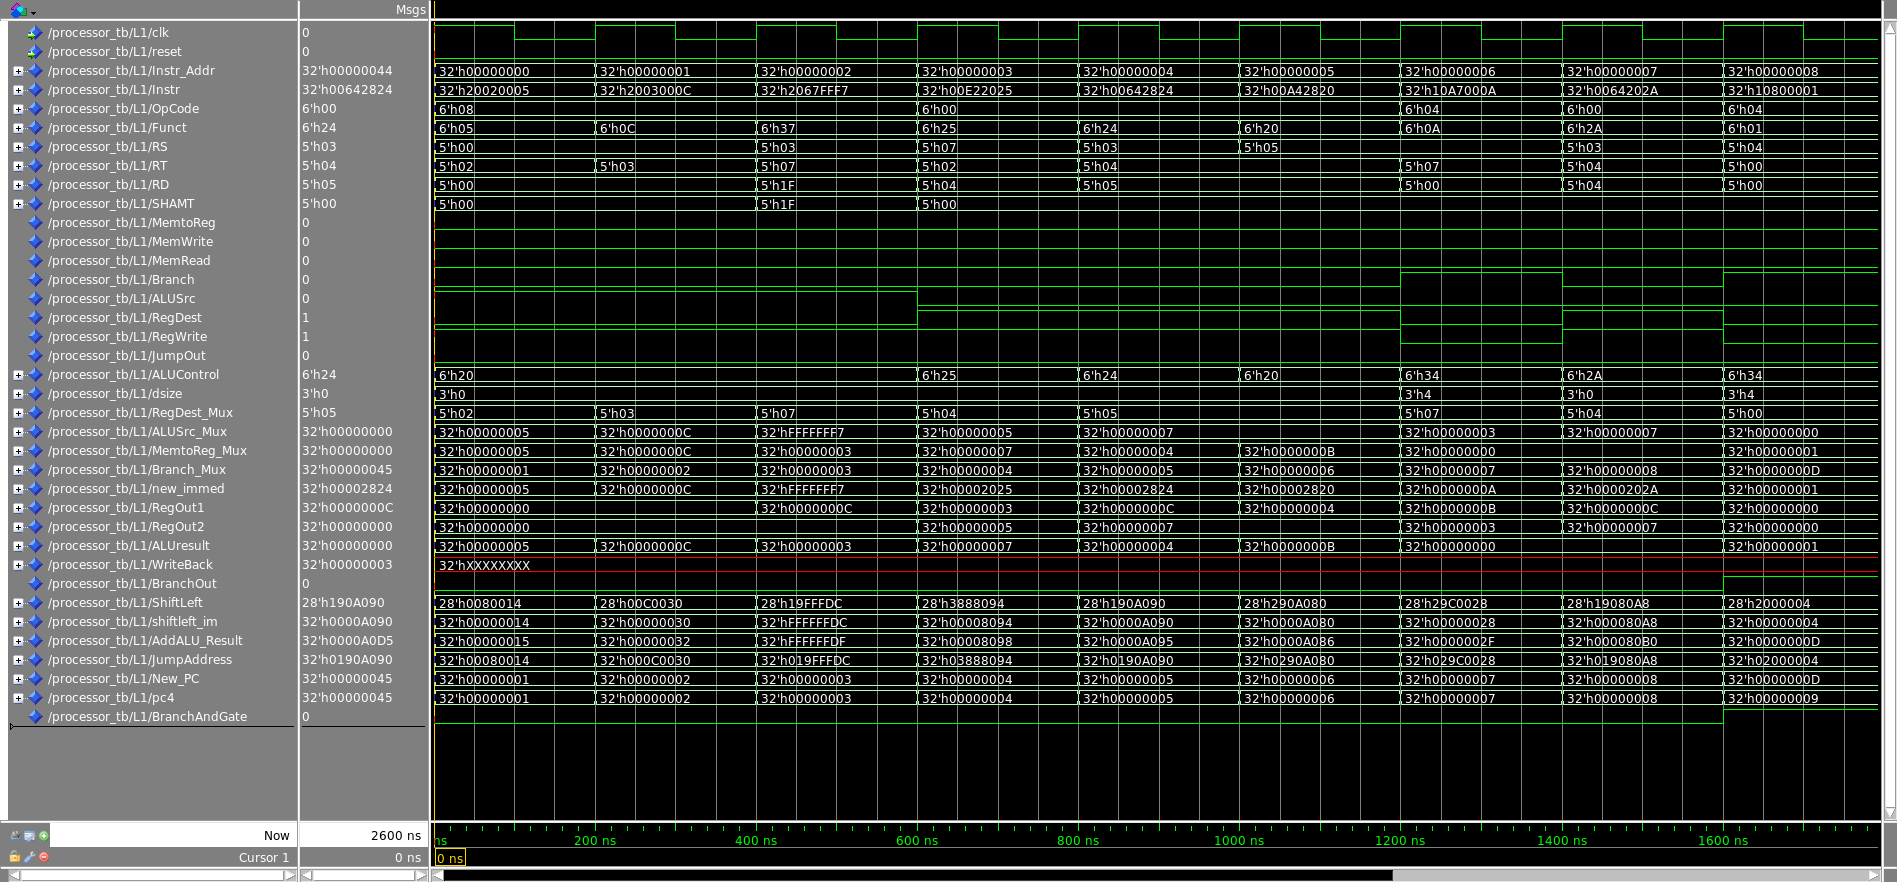 Msgs
/processor_tb/L1/clk 0
/processor_tb/L1/reset 0
/processor_tb/L1/Instr_Addr 32'h00000044 32'h00000000 32'h00000001 32'h00000002 32'h00000003 32'h00000004 32'h00000005 32'h00000006 32'h00000007 32'h00000008
/processor_tb/L1/Instr 32'h00642824 32'h20020005 32'h2003000C 32'h2067FFF7 32'h00E22025 32'h00642824 32'h00A42820 32'h10A7000A 32'h0064202A 32'h10800001
/processor_tb/L1/OpCode 6'h00 6'h08 6'h00 6'h04 6'h00 6'h04
/processor_tb/L1/Funct 6'h24 6'h05 6'h0C 6'h37 6'h25 6'h24 6'h20 6'h0A 6'h2A 6'h01
/processor_tb/L1/RS 5'h03 5'h00 5'h03 5'h07 5'h03 5'h05 5'h03 5'h04
/processor_tb/L1/RT 5'h04 5'h02 5'h03 5'h07 5'h02 5'h04 5'h07 5'h04 5'h00
/processor_tb/L1/RD 5'h05 5'h00 5'h1F 5'h04 5'h05 5'h00 5'h04 5'h00
/processor_tb/L1/SHAMT 5'h00 5'h00 5'h1F 5'h00
/processor_tb/L1/MemtoReg 0
/processor_tb/L1/MemWrite 0
/processor_tb/L1/MemRead 0
/processor_tb/L1/Branch 0
/processor_tb/L1/ALUSrc 0
/processor_tb/L1/RegDest 1
/processor_tb/L1/RegWrite 1
/processor_tb/L1/JumpOut 0
/processor_tb/L1/ALUControl 6'h24 6'h20 6'h25 6'h24 6'h20 6'h34 6'h2A 6'h34
/processor_tb/L1/dsize 3'h0 3'h0 3'h4 3'h0 3'h4
/processor_tb/L1/RegDest_Mux 5'h05 5'h02 5'h03 5'h07 5'h04 5'h05 5'h07 5'h04 5'h00
/processor_tb/L1/ALUSrc_Mux 32'h00000000 32'h00000005 32'h0000000C 32'hFFFFFFF7 32'h00000005 32'h00000007 32'h00000003 32'h00000007 32'h00000000
/processor_tb/L1/MemtoReg_Mux 32'h00000000 32'h00000005 32'h0000000C 32'h00000003 32'h00000007 32'h00000004 32'h0000000B 32'h00000000 32'h00000001
/processor_tb/L1/Branch_Mux 32'h00000045 32'h00000001 32'h00000002 32'h00000003 32'h00000004 32'h00000005 32'h00000006 32'h00000007 32'h00000008 32'h0000000D
/processor_tb/L1/new_immed 32'h00002824 32'h00000005 32'h0000000C 32'hFFFFFFF7 32'h00002025 32'h00002824 32'h00002820 32'h0000000A 32'h0000202A 32'h00000001
/processor_tb/L1/RegOut1 32'h0000000C 32'h00000000 32'h0000000C 32'h00000003 32'h0000000C 32'h00000004 32'h0000000B 32'h0000000C 32'h00000000
/processor_tb/L1/RegOut2 32'h00000000 32'h00000000 32'h00000005 32'h00000007 32'h00000003 32'h00000007 32'h00000000
/processor_tb/L1/ALUresult 32'h00000000 32'h00000005 32'h0000000C 32'h00000003 32'h00000007 32'h00000004 32'h0000000B 32'h00000000 32'h00000001
/processor_tb/L1/WriteBack 32'h00000003 32'hXXXXXXXX
/processor_tb/L1/BranchOut 0
/processor_tb/L1/ShiftLeft 28'h190A090 28'h0080014 28'h00C0030 28'h19FFFDC 28'h3888094 28'h190A090 28'h290A080 28'h29C0028 28'h19080A8 28'h2000004
/processor_tb/L1/shiftleft_im 32'h0000A090 32'h00000014 32'h00000030 32'hFFFFFFDC 32'h00008094 32'h0000A090 32'h0000A080 32'h00000028 32'h000080A8 32'h00000004
/processor_tb/L1/AddALU_Result 32'h0000A0D5 32'h00000015 32'h00000032 32'hFFFFFFDF 32'h00008098 32'h0000A095 32'h0000A086 32'h0000002F 32'h000080B0 32'h0000000D
/processor_tb/L1/JumpAddress 32'h0190A090 32'h00080014 32'h000C0030 32'h019FFFDC 32'h03888094 32'h0190A090 32'h0290A080 32'h029C0028 32'h019080A8 32'h02000004
/processor_tb/L1/New_PC 32'h00000045 32'h00000001 32'h00000002 32'h00000003 32'h00000004 32'h00000005 32'h00000006 32'h00000007 32'h00000008 32'h0000000D
/processor_tb/L1/pc4 32'h00000045 32'h00000001 32'h00000002 32'h00000003 32'h00000004 32'h00000005 32'h00000006 32'h00000007 32'h00000008 32'h00000009
/processor_tb/L1/BranchAndGate 0
Now 2600 ns ns 200 ns 400 ns 600 ns 800 ns 1000 ns 1200 ns 1400 ns 1600 ns
Cursor 1 0 ns 0 ns